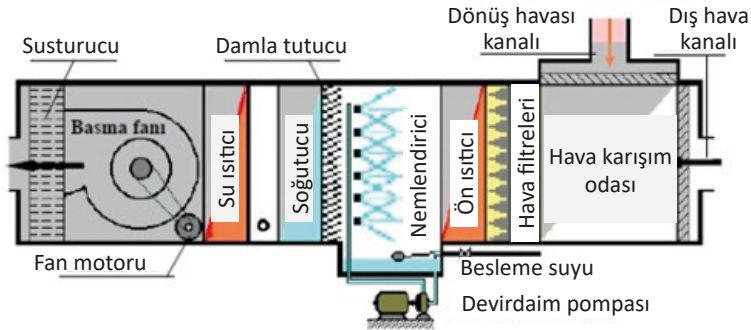 Dönüş havası
kanalı
Dış hava
kanalı
Susturucu
Damla tutucu
Basma fanı
Su ısıtıcı
Soğutucu
Nemlendirici
Ön ısıtıcı
Hava filtreleri
Hava karışım
odası
Fan motoru
Besleme suyu
Devirdaim pompası